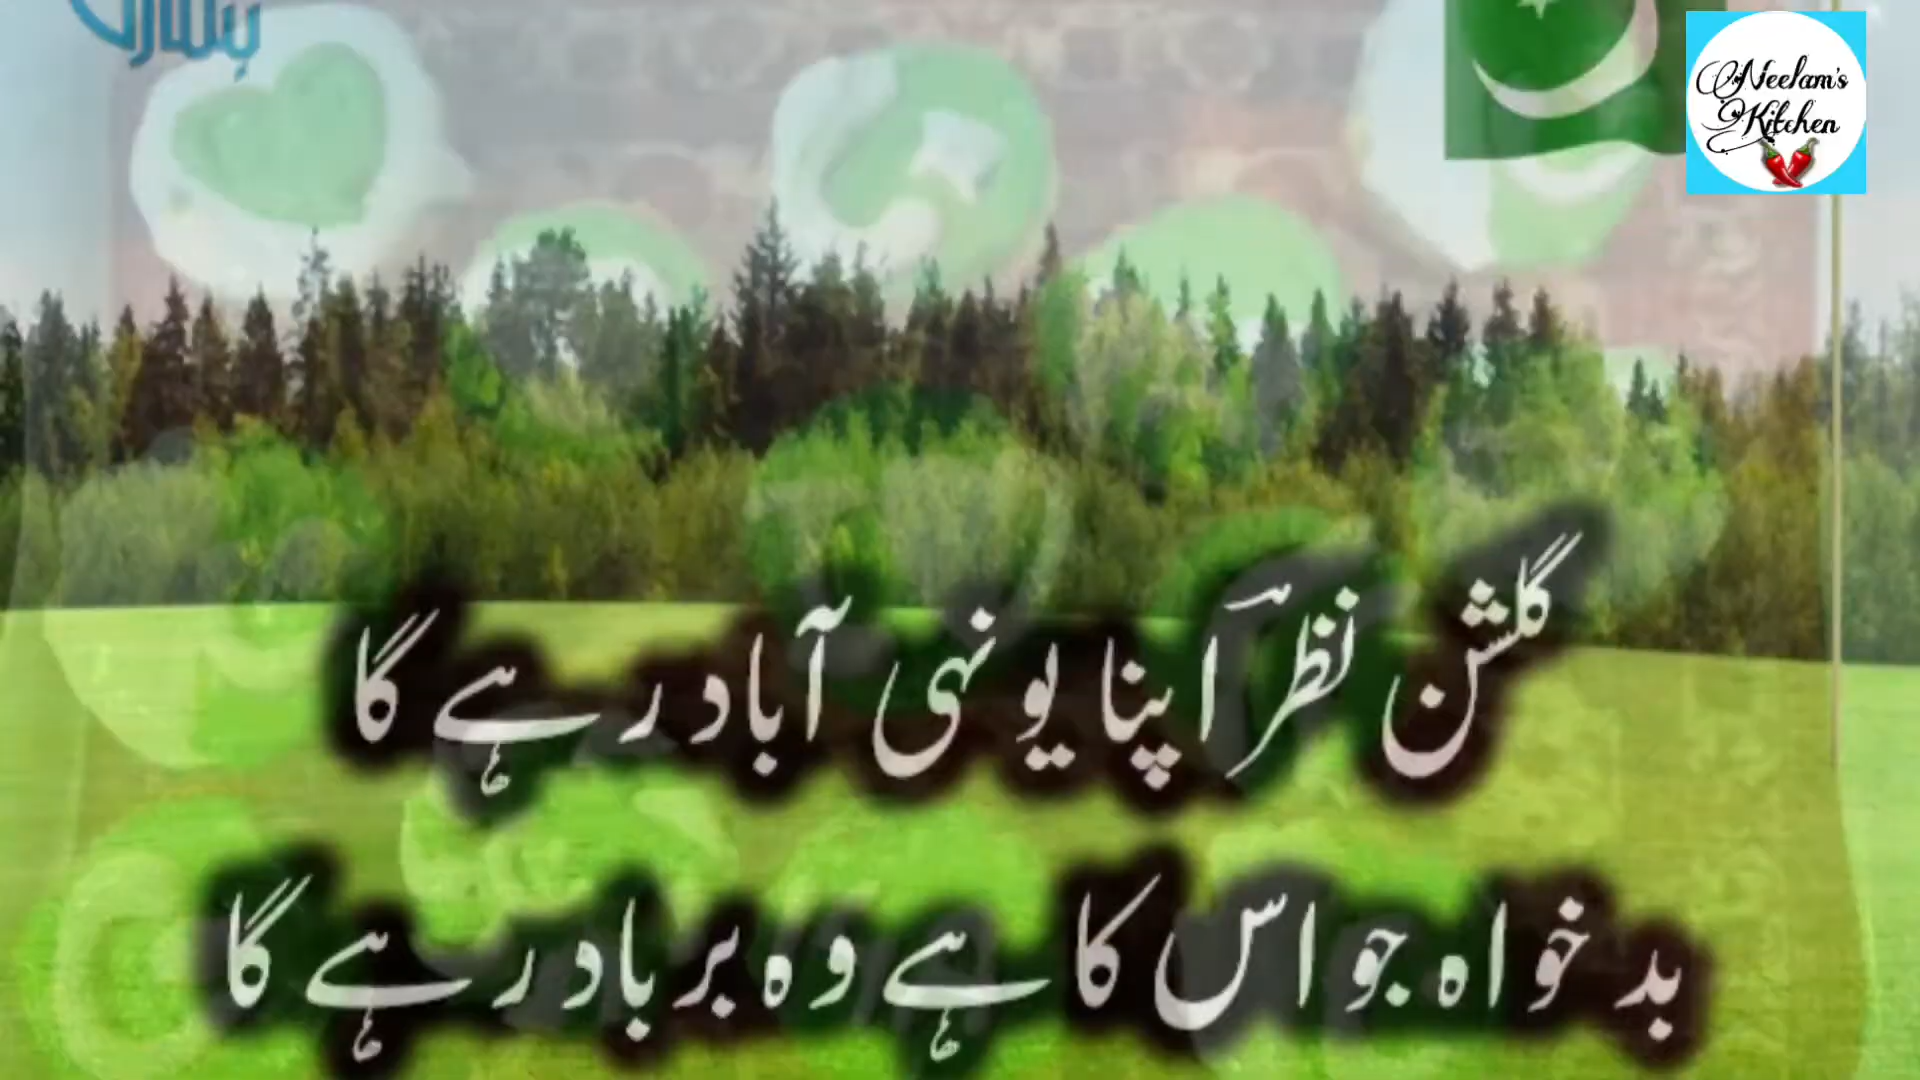 ہماری
Neelam's
Kitchen
گلشن نظرؔ اپنا یونہی آباد رہے گا
بد خواہ جو اس کا ہے وہ برباد رہے گا